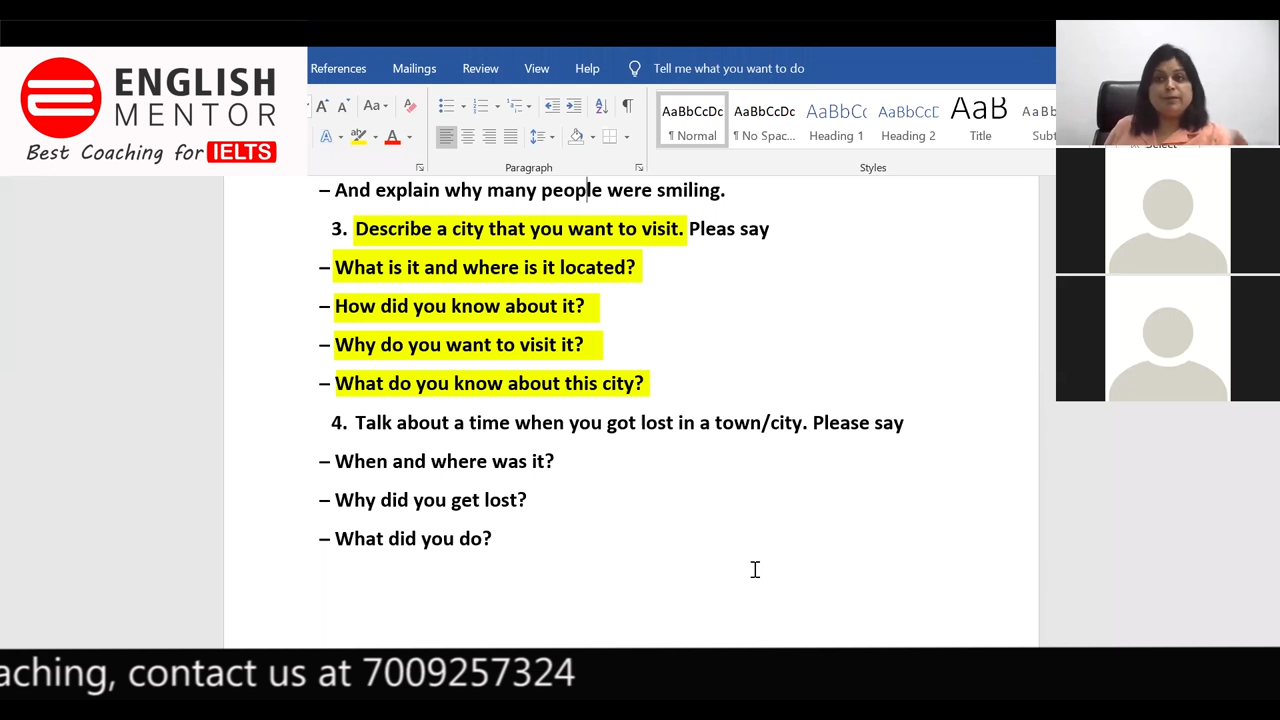 ENGLISH
MENTOR
Best Coaching for IELTS
References Mailings Review View Help Tell me what you want to do
Aa
AaBbCcDc AaBbCcDc AaBbCc AaBbCcD AaB AaBb
¶ Normal ¶ No Spac... Heading 1 Heading 2 Title Subt
Paragraph Styles
Select
– And explain why many people were smiling.
3. Describe a city that you want to visit. Pleas say
– What is it and where is it located?
– How did you know about it?
– Why do you want to visit it?
– What do you know about this city?
4. Talk about a time when you got lost in a town/city. Please say
– When and where was it?
– Why did you get lost?
– What did you do?
aching, contact us at 7009257324